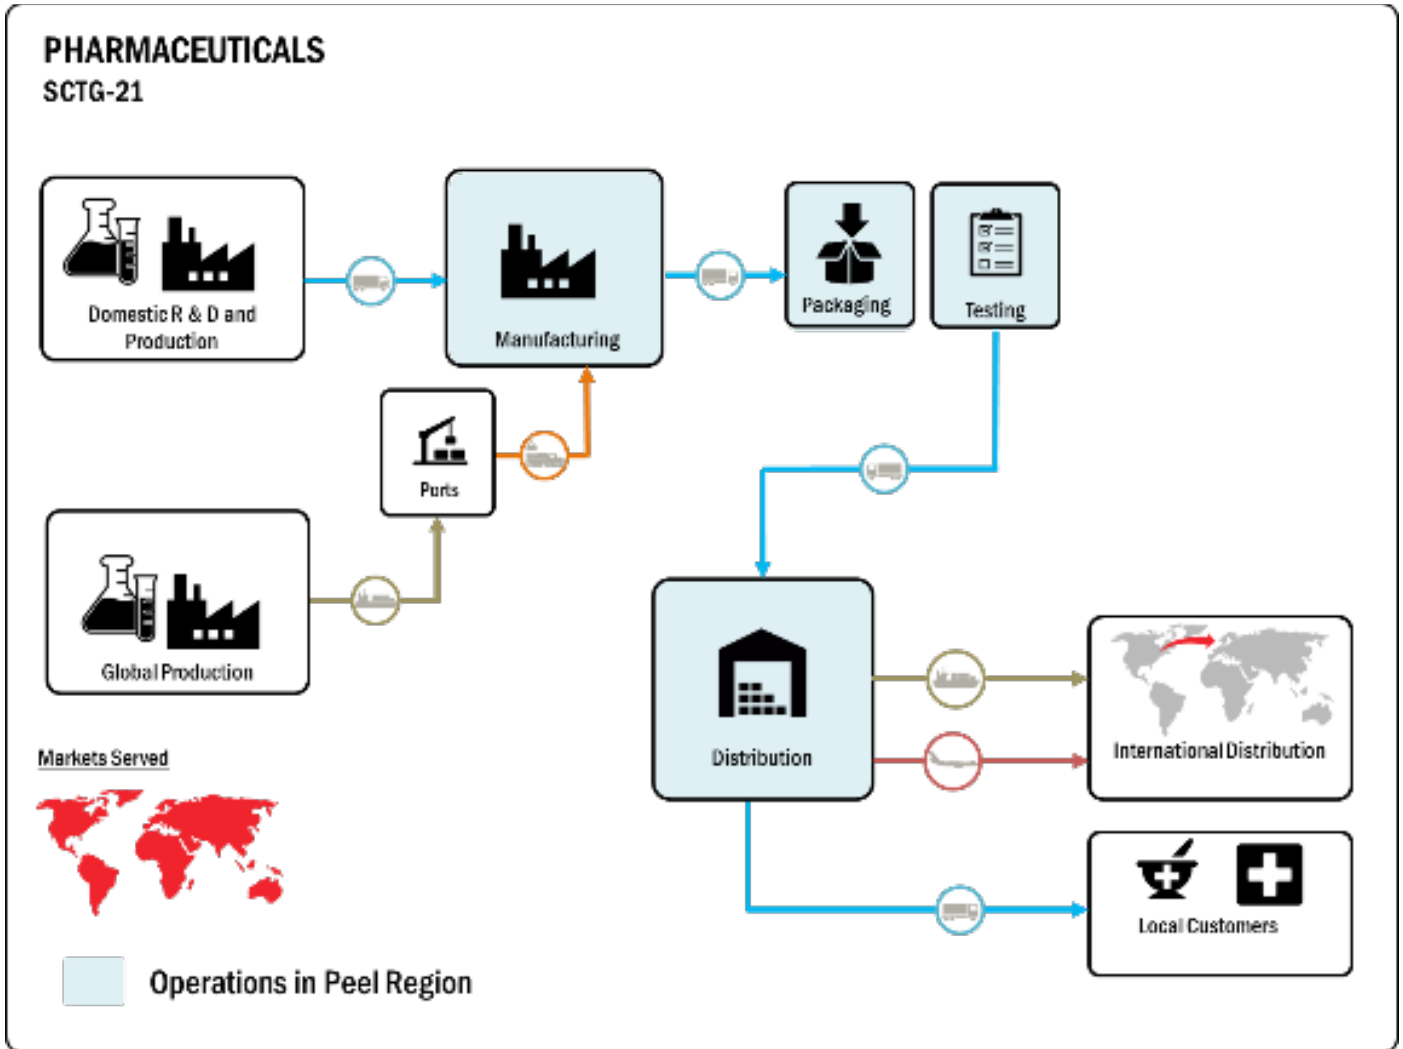 PHARMACEUTICALS
SCTG-21
Domestic R & D and
Production
Manufacturing
Packaging
Testing
Ports
Global Production
Distribution
International Distribution
Markets Served
Local Customers
Operations in Peel Region